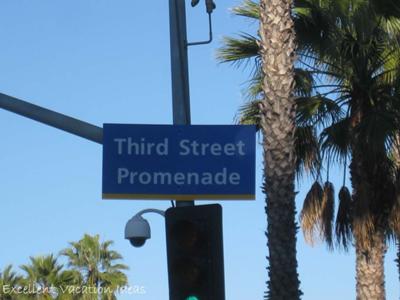 Third Street
Promenade
Excellent Vacation Ideas